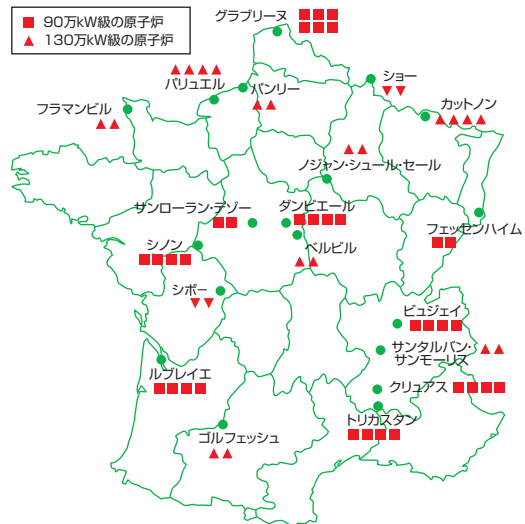 ■ 90万kW級の原子炉
▲ 130万kW級の原子炉
グラブリーヌ
ショー
パリュエル
パンリー
カットノン
フラマンビル
ノジャン・シュール・セール
サンローラン・デゾー
ダンピエール
フェッセンハイム
シノン
ベルビル
シボー
ビュジェイ
サンタルバン・
サンモーリス
ルブレイエ
クリュアス
トリカスタン
ゴルフェッシュ